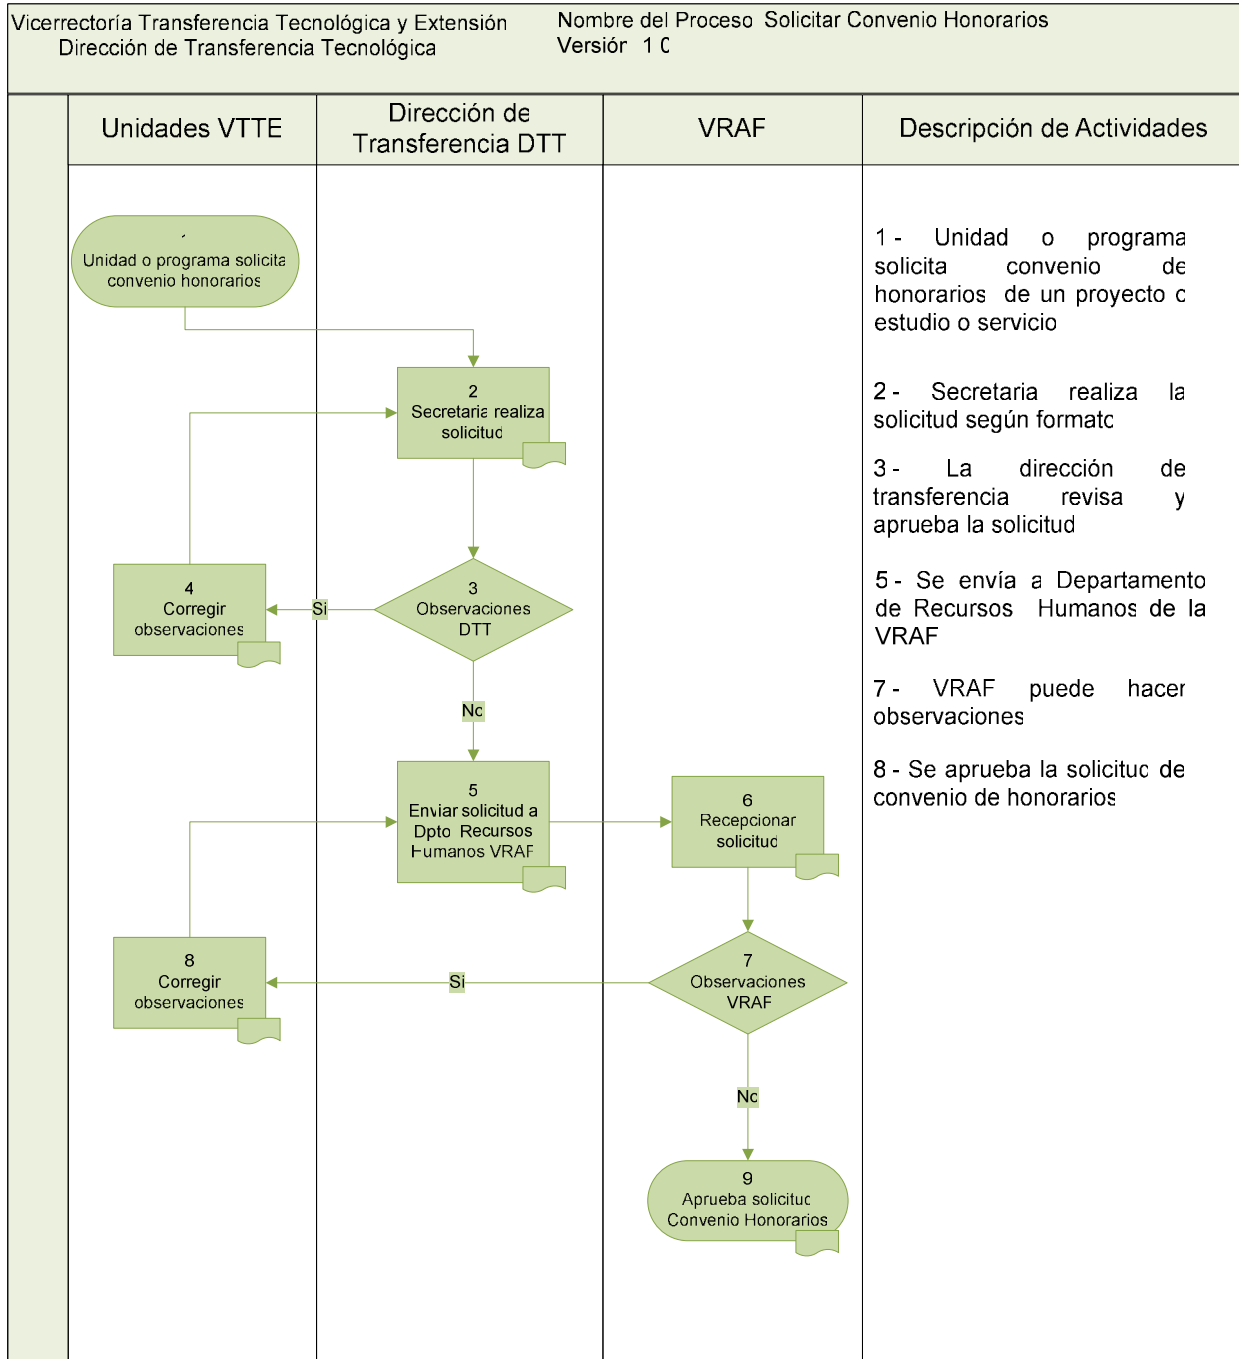 Vicerrectoría Transferencia Tecnológica y Extensión
Dirección de Transferencia Tecnológica
Nombre del Proceso Solicitar Convenio Honorarios
Versión 1 0
Unidades VTTE
Dirección de
Transferencia DTT
VRAF
Descripción de Actividades
Unidad o programa solicita
convenio honorarios
2
Secretaria realiza
solicitud
3
Observaciones
DTT
Si
4
Corregir
observaciones
No
5
Enviar solicitud a
Dpto Recursos
Humanos VRAF
6
Recepcionar
solicitud
7
Observaciones
VRAF
Si
8
Corregir
observaciones
No
9
Aprueba solicitud
Convenio Honorarios
1 - Unidad o programa
solicita convenio de
honorarios de un proyecto o
estudio o servicio
2 - Secretaria realiza la
solicitud según formato
3 - La dirección de
transferencia revisa y
aprueba la solicitud
5 - Se envía a Departamento
de Recursos Humanos de la
VRAF
7 - VRAF puede hacer
observaciones
8 - Se aprueba la solicitud de
convenio de honorarios